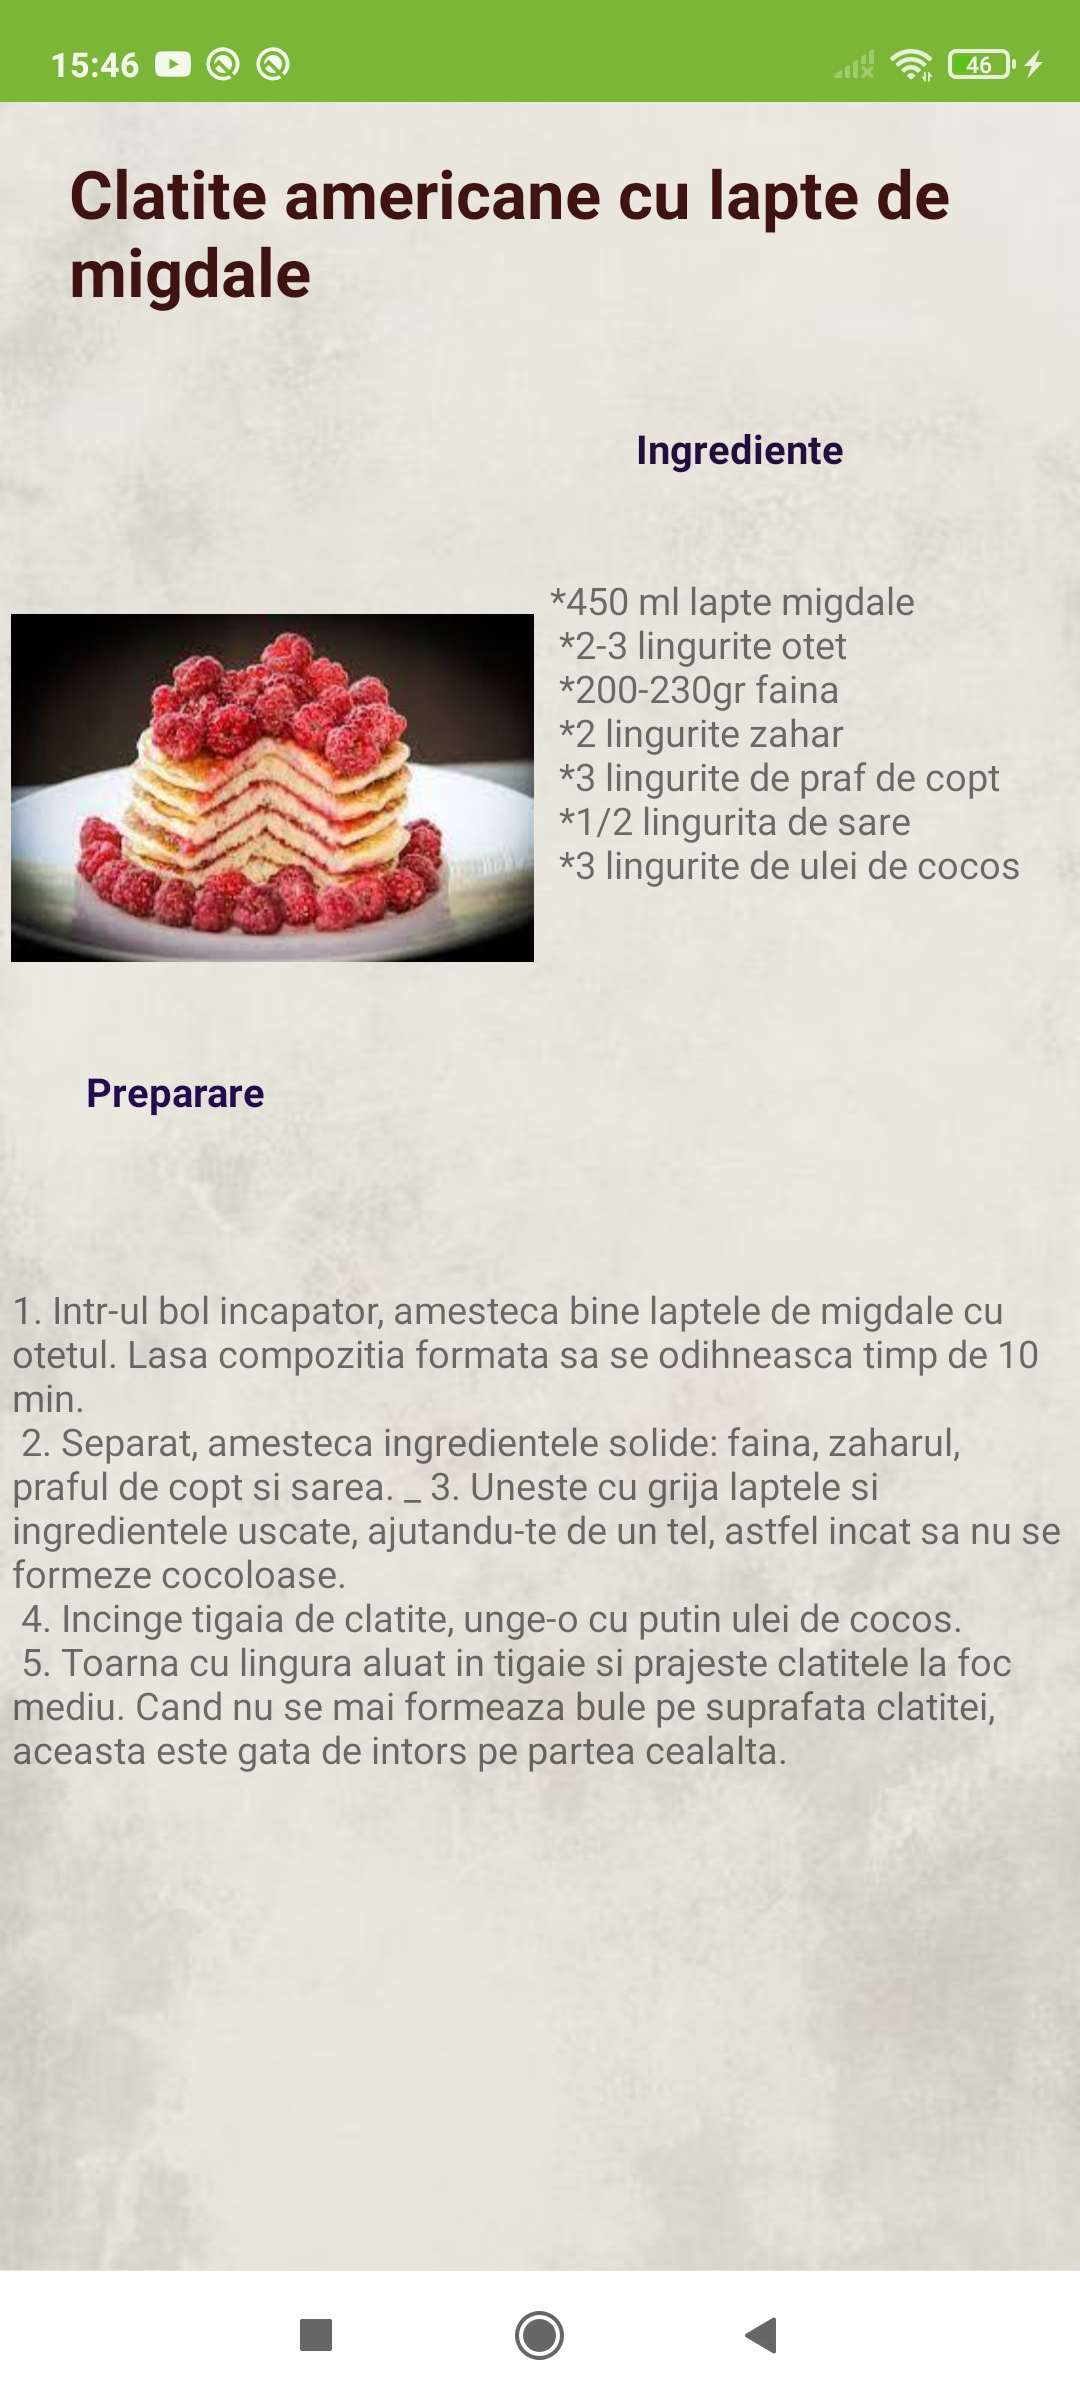 15:46
46
Clatite americane cu lapte de
migdale
Ingrediente
*450 ml lapte migdale
*2-3 lingurite otet
*200-230gr faina
*2 lingurite zahar
*3 lingurite de praf de copt
*1/2 lingurita de sare
*3 lingurite de ulei de cocos
Preparare
1. Intr-ul bol incapator, amesteca bine laptele de migdale cu
otetul. Lasa compozitia formata sa se odihneasca timp de 10
min.
2. Separat, amesteca ingredientele solide: faina, zaharul,
praful de copt si sarea. _ 3. Uneste cu grija laptele si
ingredientele uscate, ajutandu-te de un tel, astfel incat sa nu se
formeze cocoloase.
4. Incinge tigaia de clatite, unge-o cu putin ulei de cocos.
5. Toarna cu lingura aluat in tigaie si prajeste clatitele la foc
mediu. Cand nu se mai formeaza bule pe suprafata clatitei,
aceasta este gata de intors pe partea cealalta.